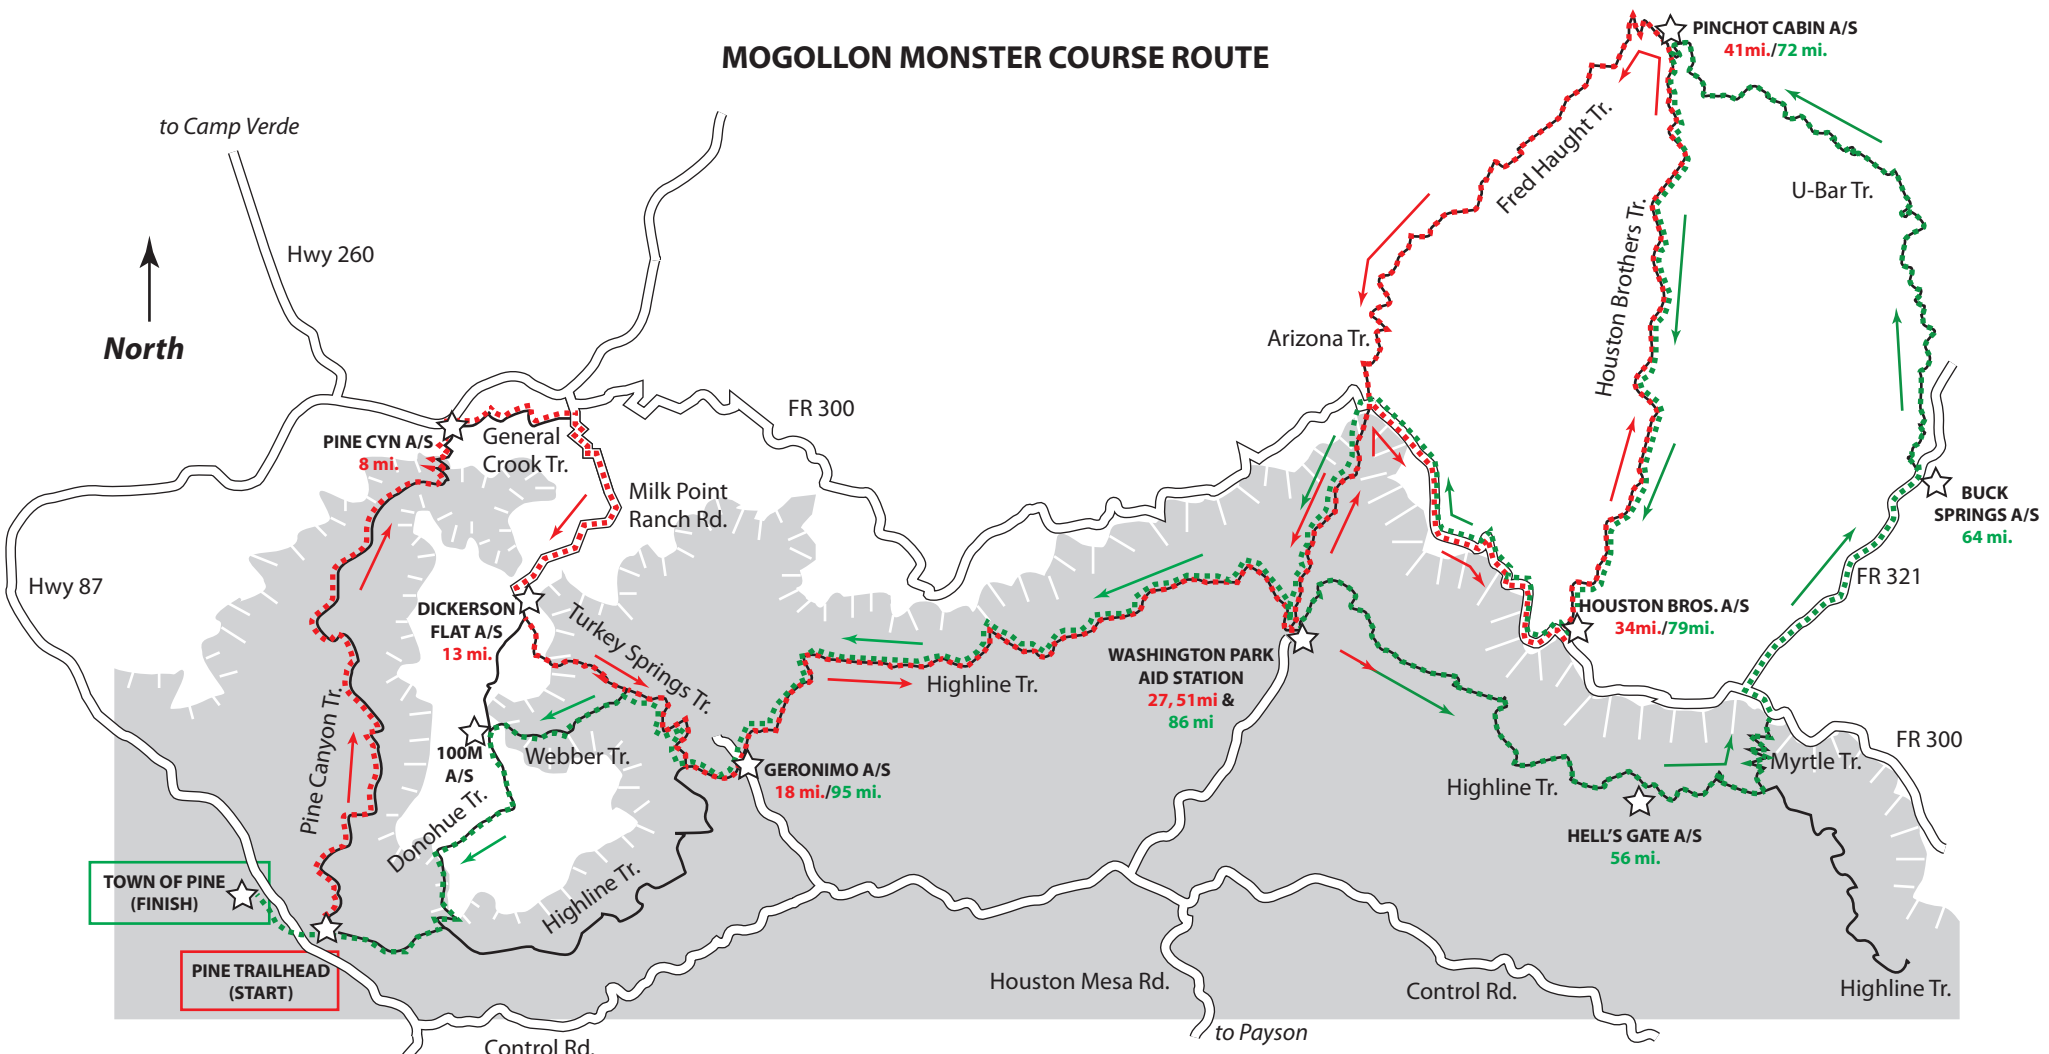 MOGOLLON MONSTER COURSE ROUTE
PINCHOT CABIN A/S
41mi./72 mi.
to Camp Verde
Hwy 260
North
Fred Haught Tr.
U-Bar Tr.
Houston Brothers Tr.
Arizona Tr.
FR 300
PINE CYN A/S
8 mi.
General
Crook Tr.
Milk Point
Ranch Rd.
BUCK
SPRINGS A/S
64 mi.
Hwy 87
FR 321
DICKERSON
FLAT A/S
13 mi.
Turkey Springs Tr.
HOUSTON BROS. A/S
34mi./79mi.
WASHINGTON PARK
AID STATION
27, 51mi &
86 mi
Highline Tr.
Pine Canyon Tr.
100M
A/S
Webber Tr.
GERONIMO A/S
18 mi./95 mi.
FR 300
Myrtle Tr.
Highline Tr.
Donohue Tr.
HELL'S GATE A/S
56 mi.
TOWN OF PINE
(FINISH)
Highline Tr.
PINE TRAILHEAD
(START)
Houston Mesa Rd.
Control Rd.
Highline Tr.
to Payson
Control Rd.